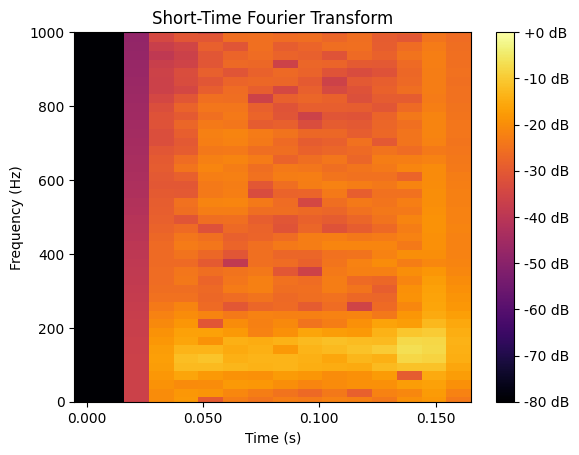 Short-Time Fourier Transform
1000
800
600
400
200
0
Frequency (Hz)
0.000
0.050
0.100
0.150
Time (s)
+0 dB
-10 dB
-20 dB
-30 dB
-40 dB
-50 dB
-60 dB
-70 dB
-80 dB